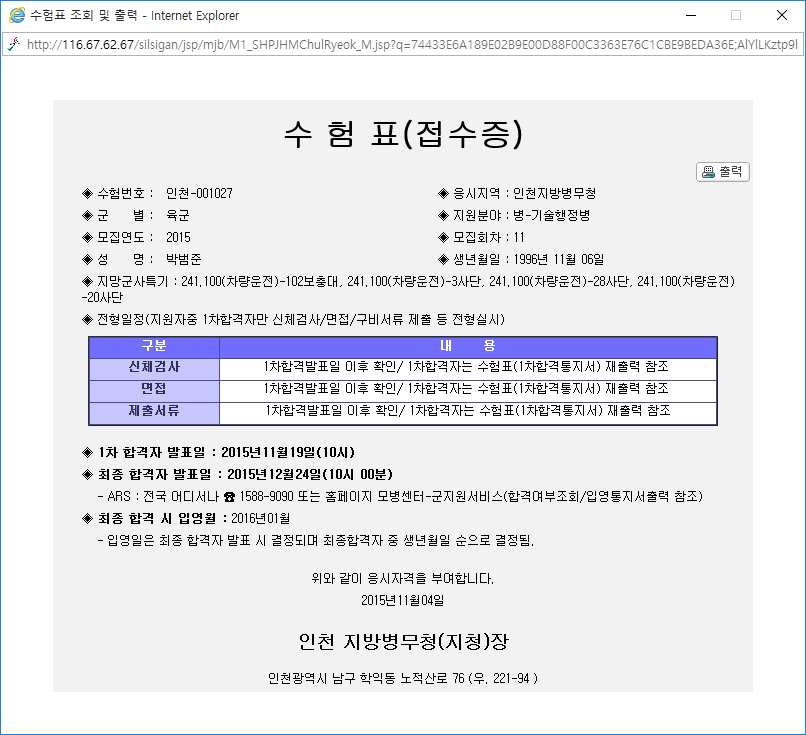 수험표 조회 및 출력 - Internet Explorer
http://116.67.62.67/silsigan/jsp/mjb/M1_SHPJHMChulRyeok_M.jsp?q=74433E6A189E02B9E00D88F00C3363E76C1CBE9BEDA36E;AlYlLKztp9l
수 험 표(접수증)
출력
◈ 수험번호 : 인천-001027 ◈ 응시지역 : 인천지방병무청
◈ 군 별 : 육군 ◈ 지원분야 : 병-기술행정병
◈ 모집연도 : 2015 ◈ 모집회차 : 11
◈ 성 명 : 박범준 ◈ 생년월일 : 1996년 11월 06일
◈ 지망군사특기 : 241,100(차량운전)-102보충대, 241,100(차량운전)-3사단, 241,100(차량운전)-28사단, 241,100(차량운전)
-20사단
◈ 전형일정(지원자중 1차합격자만 신체검사/면접/구비서류 제출 등 전형실시)
구분 내 용
신체검사 1차합격발표일 이후 확인/ 1차합격자는 수험표(1차합격통지서) 재출력 참조
면접 1차합격발표일 이후 확인/ 1차합격자는 수험표(1차합격통지서) 재출력 참조
제출서류 1차합격발표일 이후 확인/ 1차합격자는 수험표(1차합격통지서) 재출력 참조
◈ 1차 합격자 발표일 : 2015년11월19일(10시)
◈ 최종 합격자 발표일 : 2015년12월24일(10시 00분)
- ARS : 전국 어디서나 ☎ 1588-9090 또는 홈페이지 모병센터-군지원서비스(합격여부조회/입영통지서출력 참조)
◈ 최종 합격 시 입영월 : 2016년01월
- 입영일은 최종 합격자 발표 시 결정되며 최종합격자 중 생년월일 순으로 결정됨.
위와 같이 응시자격을 부여합니다.
2015년11월04일
인천 지방병무청(지청)장
인천광역시 남구 학익동 노적산로 76 (우. 221-94 )